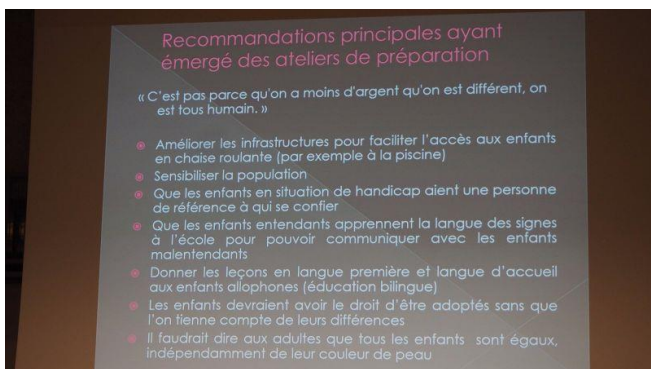 Recommandations principales ayant
émergé des ateliers de préparation
« C'est pas parce qu'on a moins d'argent qu'on est différent, on
est tous humain. »
Améliorer les infrastructures pour faciliter l'accès aux enfants
en chaise roulante (par exemple à la piscine)
Sensibiliser la population
Que les enfants en situation de handicap aient une personne
de référence à qui se confier
Que les enfants entendants apprennent la langue des signes
à l'école pour pouvoir communiquer avec les enfants
malentendants
Donner les leçons en langue première et langue d'accueil
aux enfants allophones (éducation bilingue)
Les enfants devraient avoir le droit d'être adoptés sans que
l'on tienne compte de leurs différences
Il faudrait dire aux adultes que tous les enfants sont égaux,
indépendamment de leur couleur de peau